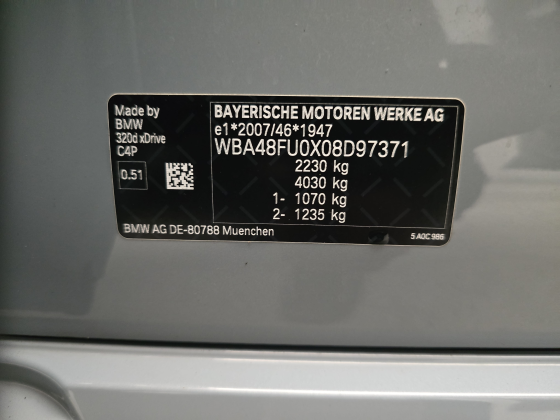 Made by
BMW
320d xDrive
C4P
0.51
BAYERISCHE MOTOREN WERKE AG
e1*2007/46*1947
WBA48FU0X08D97371
2230 kg
4030 kg
1- 1070 kg
2- 1235 kg
BMW AG DE-80788 Muenchen
5 A0C 986